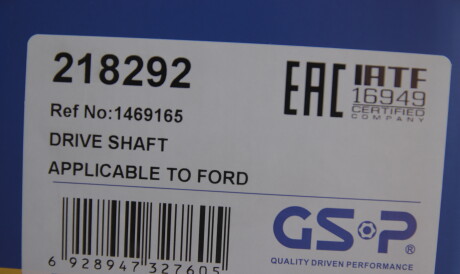 218292
EAC
IATF
16949
CERTIFIED
COMPANY
Ref No:1469165
DRIVE SHAFT
APPLICABLE TO FORD
GSP®
QUALITY DRIVEN PERFORMANCE
6 928947 327605